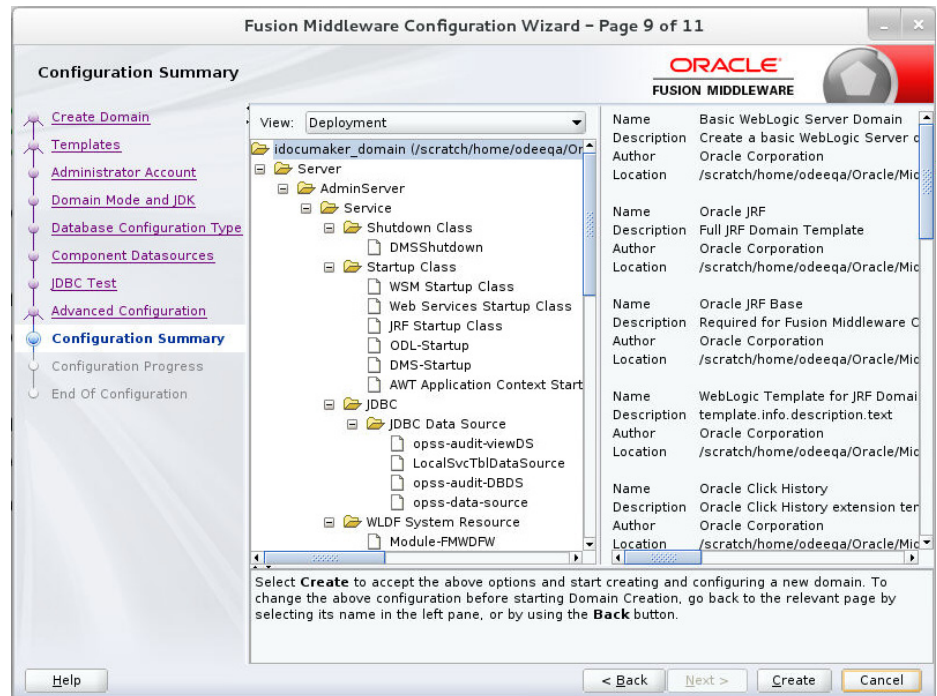 Fusion Middleware Configuration Wizard – Page 9 of 11
Configuration Summary
ORACLE
FUSION MIDDLEWARE
Create Domain
Templates
Administrator Account
Domain Mode and JDK
Database Configuration Type
Component Datasources
JDBC Test
Advanced Configuration
Configuration Summary
Configuration Progress
End Of Configuration
View: Deployment
idocumaker_domain (/scratch/home/odeeqa/Or
Server
AdminServer
Service
Shutdown Class
DMSShutdown
Startup Class
WSM Startup Class
Web Services Startup Class
JRF Startup Class
ODL-Startup
DMS-Startup
AWT Application Context Start
JDBC
JDBC Data Source
opss-audit-viewDS
LocalSvcTblDataSource
opss-audit-DBDS
opss-data-source
WLDF System Resource
Module-FMWDFW
Name Basic WebLogic Server Domain
Description Create a basic WebLogic Server d
Author Oracle Corporation
Location /scratch/home/odeeqa/Oracle/Mid
Name Oracle JRF
Description Full JRF Domain Template
Author Oracle Corporation
Location /scratch/home/odeeqa/Oracle/Mid
Name Oracle JRF Base
Description Required for Fusion Middleware C
Author Oracle Corporation
Location /scratch/home/odeeqa/Oracle/Mid
Name WebLogic Template for JRF Domai
Description template.info.description.text
Author Oracle Corporation
Location /scratch/home/odeeqa/Oracle/Mid
Name Oracle Click History
Description Oracle Click History extension ter
Author Oracle Corporation
Location /scratch/home/odeeqa/Oracle/Mid
Select Create to accept the above options and start creating and configuring a new domain. To
change the above configuration before starting Domain Creation, go back to the relevant page by
selecting its name in the left pane, or by using the Back button.
Help
< Back
Next >
Create
Cancel